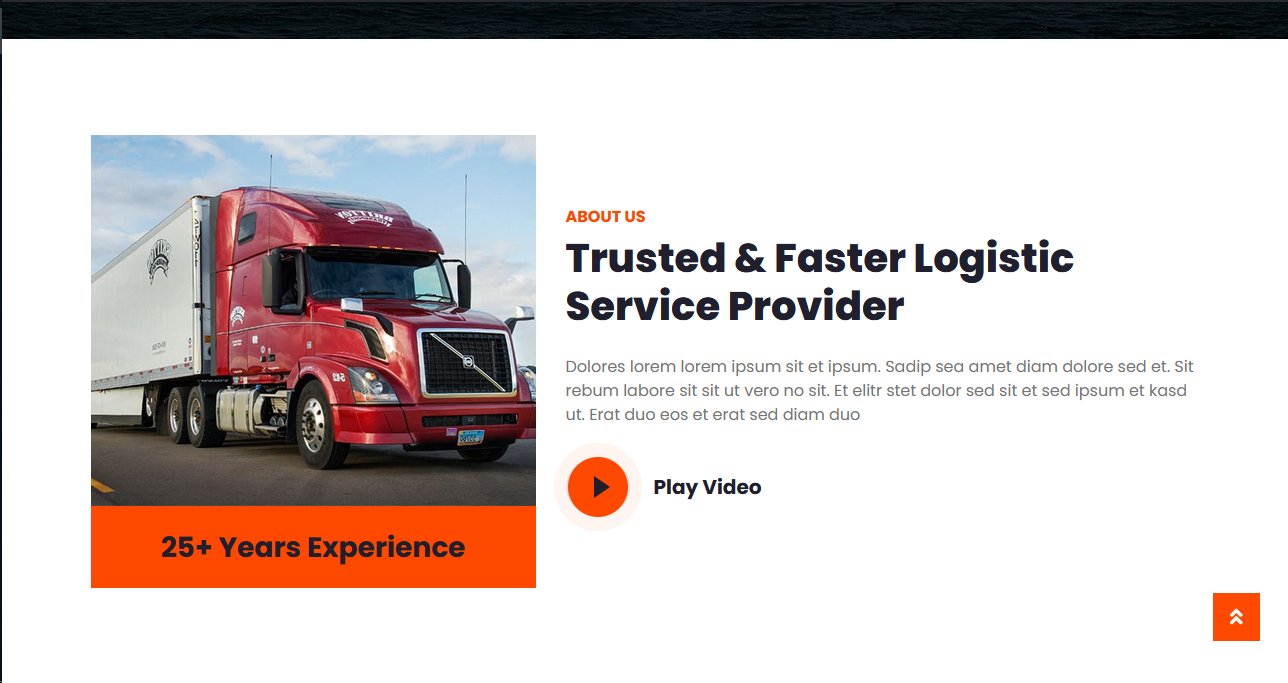 ABOUT US
Trusted & Faster Logistic
Service Provider
Dolores lorem lorem ipsum sit et ipsum. Sadip sea amet diam dolore sed et. Sit
rebum labore sit sit ut vero no sit. Et elitr stet dolor sed sit et sed ipsum et kasd
ut. Erat duo eos et erat sed diam duo
Play Video
25+ Years Experience